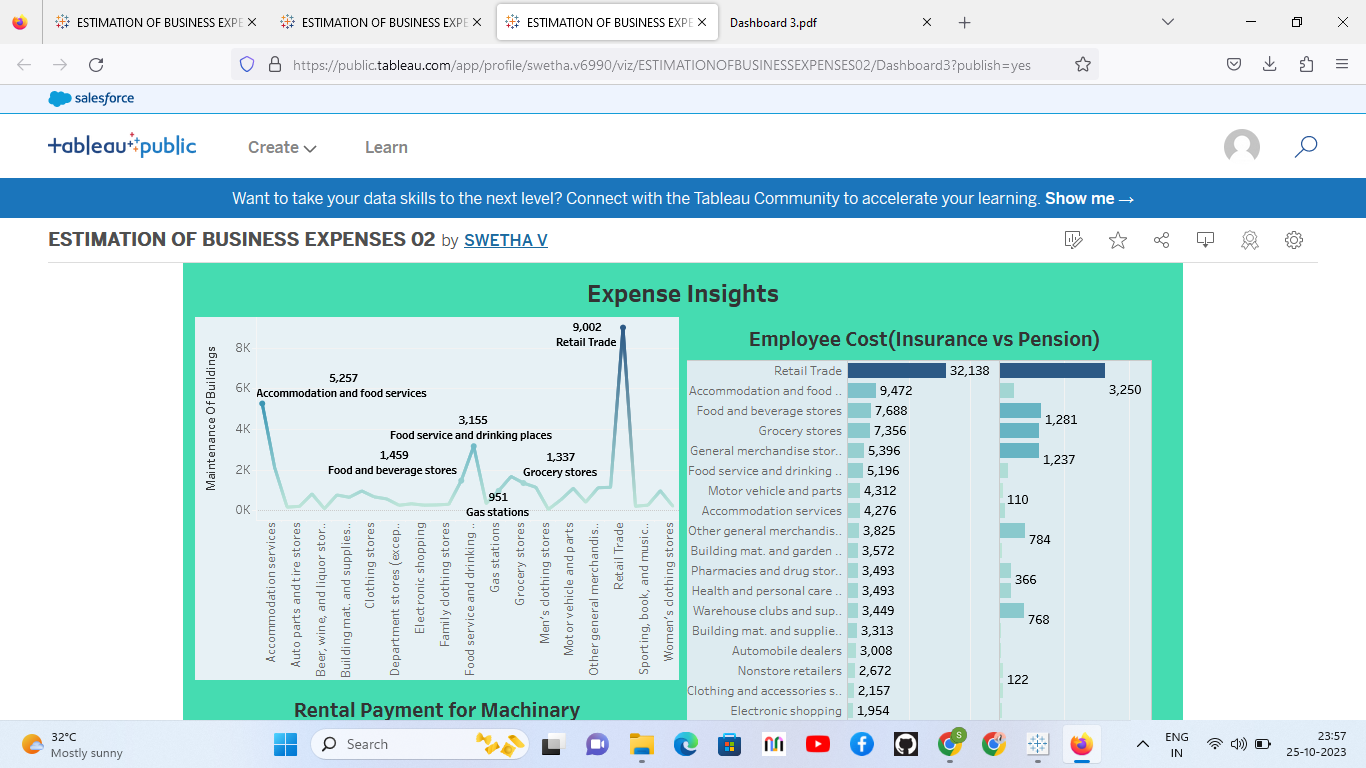 ESTIMATION OF BUSINESS EXPE
ESTIMATION OF BUSINESS EXPE
ESTIMATION OF BUSINESS EXPE
Dashboard 3.pdf
https://public.tableau.com/app/profile/swetha.v6990/viz/ESTIMATIONOFBUSINESSEXPENSES02/Dashboard3?publish=yes
salesforce
+ableau+public
Create
Learn
Want to take your data skills to the next level? Connect with the Tableau Community to accelerate your learning. Show me →
ESTIMATION OF BUSINESS EXPENSES 02 by SWETHA V
Expense Insights
Maintenance Of Buildings
8K
6K
4K
2K
0K
9,002
Retail Trade
5,257
Accommodation and food services
3,155
Food service and drinking places
1,459
Food and beverage stores
1,337
Grocery stores
951
Gas stations
Accommodation services
Auto parts and tire stores
Beer, wine, and liquor stor..
Building mat. and supplies..
Clothing stores
Department stores (excep..
Electronic shopping
Family clothing stores
Food service and drinking ..
Gas stations
Grocery stores
Men's clothing stores
Motor vehicle and parts
Other general merchandis..
Retail Trade
Sporting, book, and music..
Women's clothing stores
Rental Payment for Machinary
Employee Cost(Insurance vs Pension)
Retail Trade 32,138
Accommodation and food .. 9,472 3,250
Food and beverage stores 7,688 1,281
Grocery stores 7,356
General merchandise stor.. 5,396 1,237
Food service and drinking .. 5,196
Motor vehicle and parts 4,312 110
Accommodation services 4,276
Other general merchandis.. 3,825 784
Building mat. and garden .. 3,572
Pharmacies and drug stor.. 3,493 366
Health and personal care .. 3,493
Warehouse clubs and sup.. 3,449 768
Building mat. and supplie.. 3,313
Automobile dealers 3,008
Nonstore retailers 2,672 122
Clothing and accessories s.. 2,157
Electronic shopping 1,954
32°C
Mostly sunny
Search
S
ENG
IN
23:57
25-10-2023